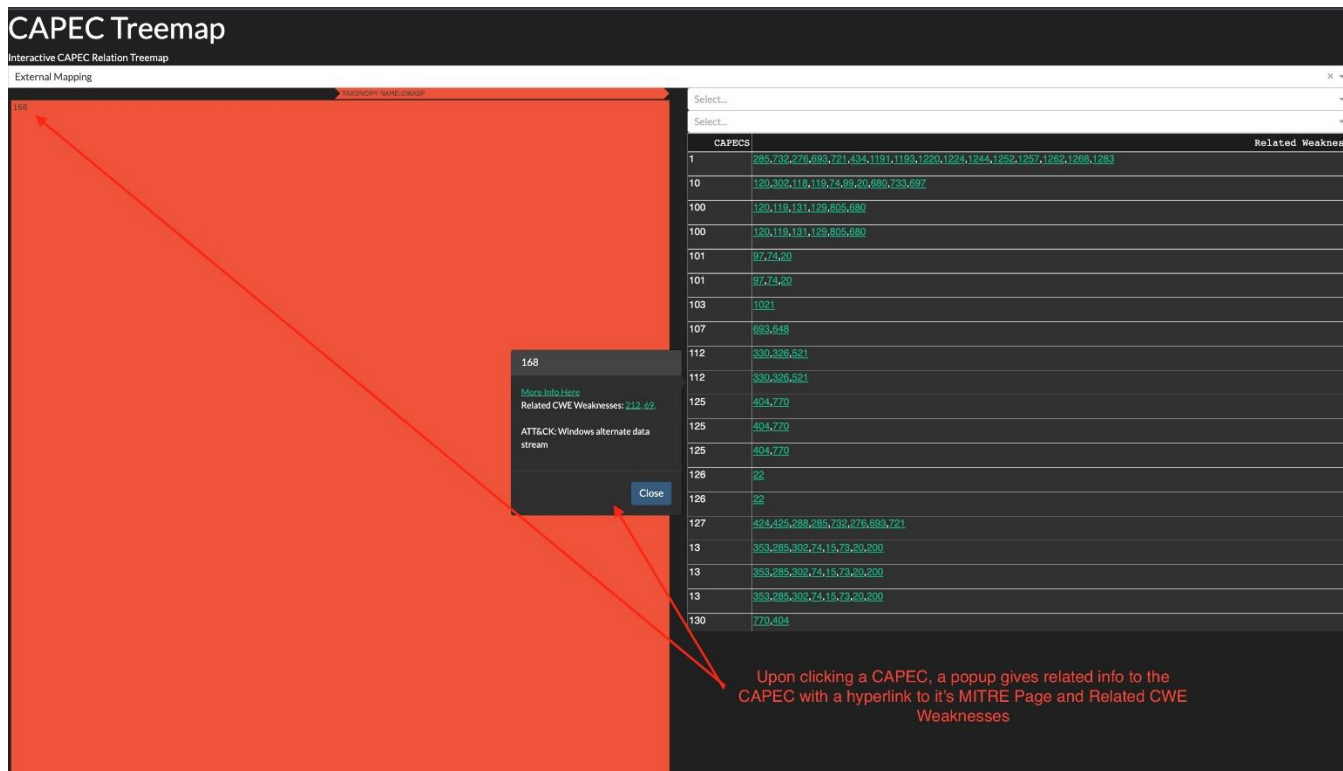 CAPEC Treemap
Interactive CAPEC Relation Treemap
External Mapping
TAXONOMY NAME:OWASP
168
Select...
Select...
CAPECS Related Weaknes
1 285,732,276,693,721,434,1191,1193,1220,1224,1244,1252,1257,1262,1268,1283
10 120,302,118,119,74,99,20,680,733,697
100 120,119,131,129,805,680
100 120,119,131,129,805,680
101 97,74,20
101 97,74,20
103 1021
107 693,648
112 330,326,521
112 330,326,521
125 404,770
125 404,770
125 404,770
126 22
126 22
127 424,425,288,285,732,276,693,721
13 353,285,302,74,15,73,20,200
13 353,285,302,74,15,73,20,200
13 353,285,302,74,15,73,20,200
130 770,404
168
More Info Here
Related CWE Weaknesses: 212, 69,
ATT&CK: Windows alternate data
stream
Close
Upon clicking a CAPEC, a popup gives related info to the
CAPEC with a hyperlink to it's MITRE Page and Related CWE
Weaknesses